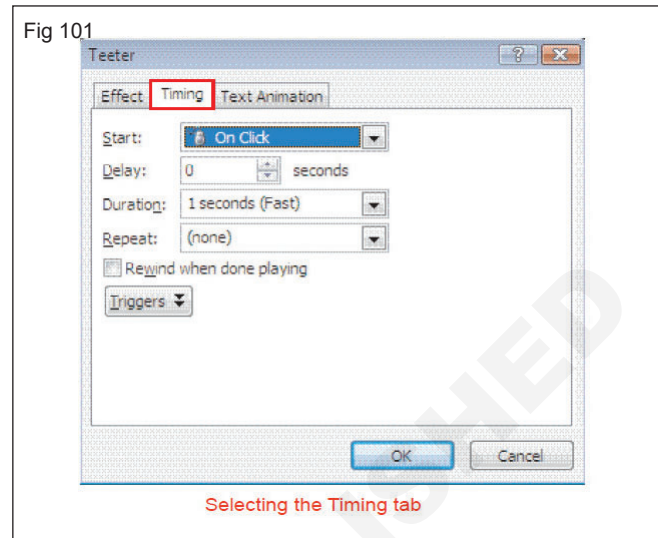 Fig 101
Teeter
Effect Timing Text Animation
Start: On Click
Delay: 0 seconds
Duration: 1 seconds (Fast)
Repeat: (none)
Rewind when done playing
Triggers
OK Cancel
Selecting the Timing tab
ISHED